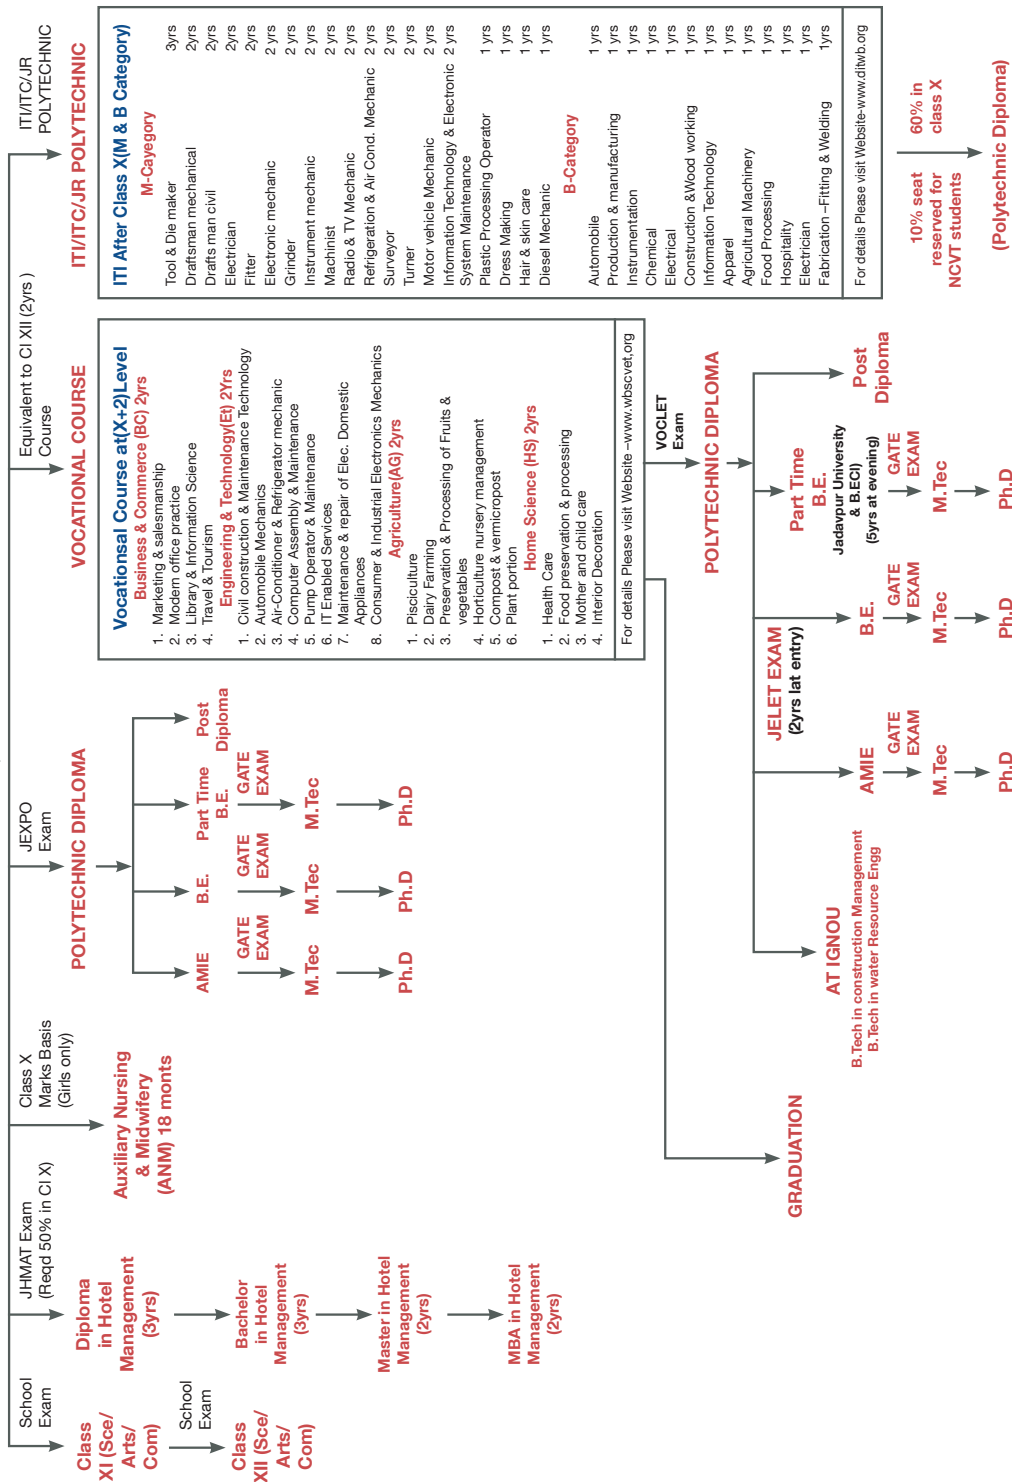 School
Exam
Class
XI (Sce/
Arts/
Com)
School
Exam
Class
XII (Sce/
Arts/
Com)
JHMAT Exam
(Reqd 50% in CI X)
Diploma
in Hotel
Management
(3yrs)
Bachelor
in Hotel
Management
(3yrs)
Master in Hotel
Management
(2yrs)
MBA in Hotel
Management
(2yrs)
Class X
Marks Basis
(Girls only)
Auxiliary Nursing
& Midwifery
(ANM) 18 monts
JEXPO
Exam
POLYTECHNIC DIPLOMA
AMIE
GATE
EXAM
M.Tec
Ph.D
B.E.
GATE
EXAM
M.Tec
Ph.D
Part Time
B.E.
GATE
EXAM
M.Tec
Ph.D
Post
Diploma
Equivalent to CI XII (2yrs)
Course
VOCATIONAL COURSE
Vocationsal Course at(X+2)Level
Business & Commerce (BC) 2yrs
1. Marketing & salesmanship
2. Modern office practice
3. Library & Information Science
4. Travel & Tourism
Engineering & Technology(Et) 2Yrs
1. Civil construction & Maintenance Technology
2. Automobile Mechanics
3. Air-Conditioner & Refrigerator mechanic
4. Computer Assembly & Maintenance
5. Pump Operator & Maintenance
6. IT Enabled Services
7. Maintenance & repair of Elec. Domestic
Appliances
8. Consumer & Industrial Electronics Mechanics
Agriculture(AG) 2yrs
1. Pisciculture
2. Dairy Farming
3. Preservation & Processing of Fruits &
vegetables
4. Horticulture nursery management
5. Compost & vermicropost
6. Plant portion
Home Science (HS) 2yrs
1. Health Care
2. Food preservation & processing
3. Mother and child care
4. Interior Decoration
For details Please visit Website –www.wbscvet,org
GRADUATION
VOCLET
Exam
POLYTECHNIC DIPLOMA
AT IGNOU
B.Tech in construction Management
B.Tech in water Resource Engg
JELET EXAM
(2yrs lat entry)
AMIE
GATE
EXAM
M.Tec
Ph.D
B.E.
GATE
EXAM
M.Tec
Ph.D
Part Time
B.E.
Jadavpur University
& B.ECI)
(5yrs at evening)
GATE
EXAM
M.Tec
Ph.D
Post
Diploma
ITI/ITC/JR
POLYTECHNIC
ITI/ITC/JR POLYTECHNIC
ITI After Class X(M & B Category)
M-Cayegory
Tool & Die maker 3yrs
Draftsman mechanical 2yrs
Drafts man civil 2yrs
Electrician 2yrs
Fitter 2yrs
Electronic mechanic 2 yrs
Grinder 2 yrs
Instrument mechanic 2 yrs
Machinist 2 yrs
Radio & TV Mechanic 2 yrs
Refrigeration & Air Cond. Mechanic 2 yrs
Surveyor 2 yrs
Turner 2 yrs
Motor vehicle Mechanic 2 yrs
Information Technology & Electronic 2 yrs
System Maintenance
Plastic Processing Operator 1 yrs
Dress Making 1 yrs
Hair & skin care 1 yrs
Diesel Mechanic 1 yrs
B-Category
Automobile 1 yrs
Production & manufacturing 1 yrs
Instrumentation 1 yrs
Chemical 1 yrs
Electrical 1 yrs
Construction &Wood working 1 yrs
Information Technology 1 yrs
Apparel 1 yrs
Agricultural Machinery 1 yrs
Food Processing 1 yrs
Hospitality 1 yrs
Electrician 1 yrs
Fabrication –Fitting & Welding 1yrs
For details Please visit Website-www.ditwb.org
10% seat
reserved for
NCVT students
60% in
class X
(Polytechnic Diploma)